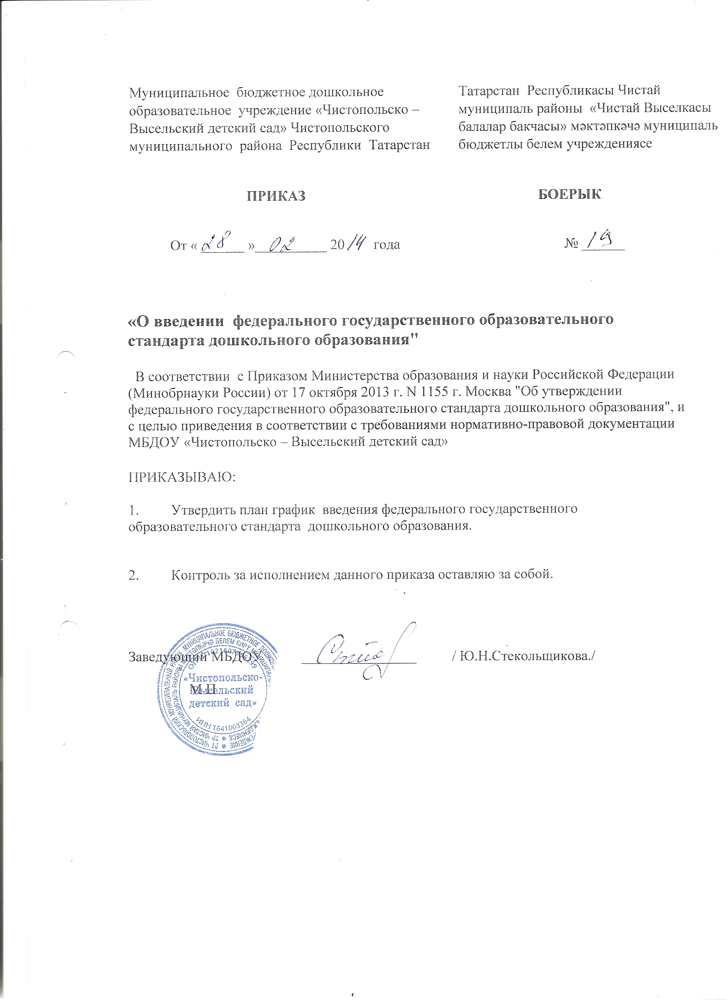 Муниципальное бюджетное дошкольное
образовательное учреждение «Чистопольско –
Высельский детский сад» Чистопольского
муниципального района Республики Татарстан
Татарстан Республикасы Чистай
муниципаль районы «Чистай Выселкасы
балалар бакчасы» мәктәпкәчә муниципаль
бюджетлы белем учреждениясе
ПРИКАЗ
БОЕРЫК
От « 28 » 02 2014 года
№ 19
«О введении федерального государственного образовательного
стандарта дошкольного образования"
В соответствии с Приказом Министерства образования и науки Российской Федерации
(Минобрнауки России) от 17 октября 2013 г. N 1155 г. Москва "Об утверждении
федерального государственного образовательного стандарта дошкольного образования", и
с целью приведения в соответствии с требованиями нормативно-правовой документации
МБДОУ «Чистопольско – Высельский детский сад»
ПРИКАЗЫВАЮ:
1. Утвердить план график введения федерального государственного
образовательного стандарта дошкольного образования.
2. Контроль за исполнением данного приказа оставляю за собой.
Заведующий МБДОУ / Ю.Н.Стекольщикова./
М.П
«Чистопольско-
Высельский
детский сад»
ИНН 1641003364
РТ ЧИСТОПОЛЬСКИЙ МУНИЦИПАЛЬНЫЙ РАЙОН МУНИЦИПАЛЬНОЕ БЮДЖЕТНОЕ
ТР ЧИСТАЙ МУНИЦИПАЛЬ РАЙОНЫ МӘКТӘПКӘЧӘ БЕЛЕМ БИРҮ